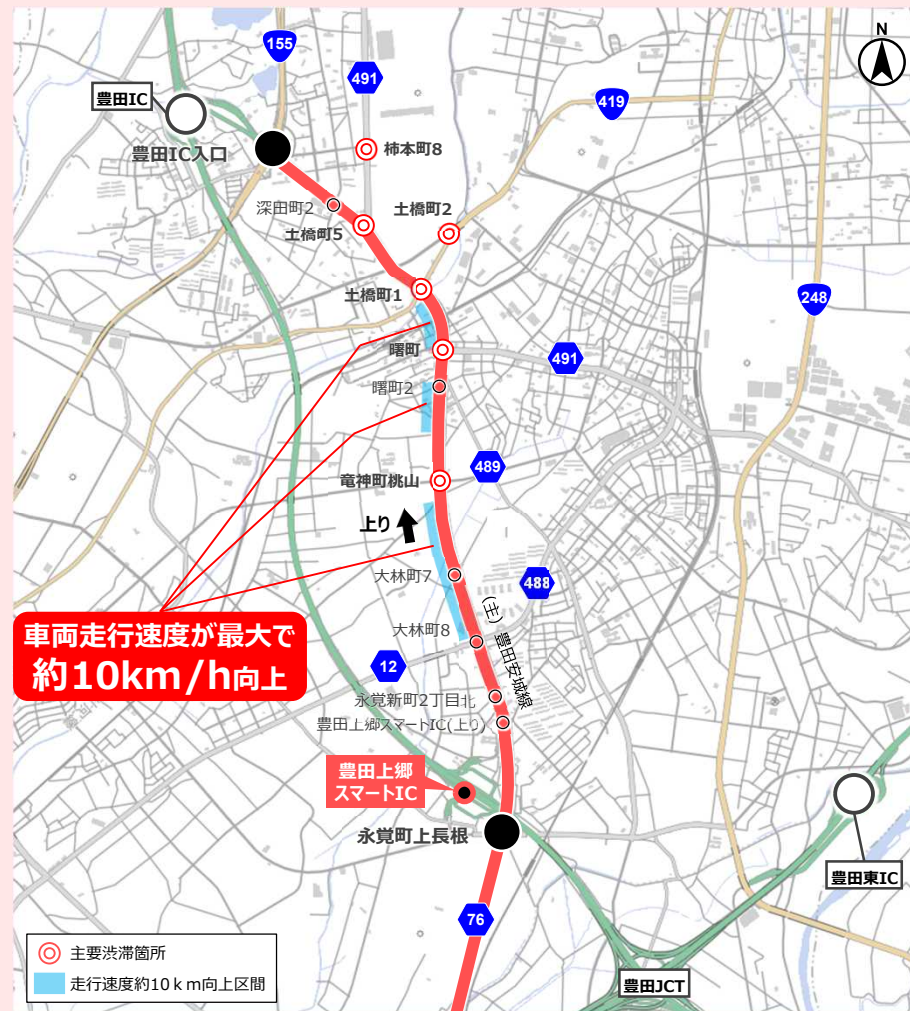 N
155
491
419
豊田IC
豊田IC入口
柿本町8
深田町2
土橋町2
土橋町5
土橋町1
248
曙町
491
曙町2
489
竜神町桃山
上り
大林町7
488
(主) 豊田安城線
大林町8
車両走行速度が最大で
約10km/h向上
12
永覚新町2丁目北
豊田上郷スマートIC(上り)
豊田上郷
スマートIC
永覚町上長根
豊田東IC
76
主要渋滞箇所
走行速度約10km向上区間
豊田JCT